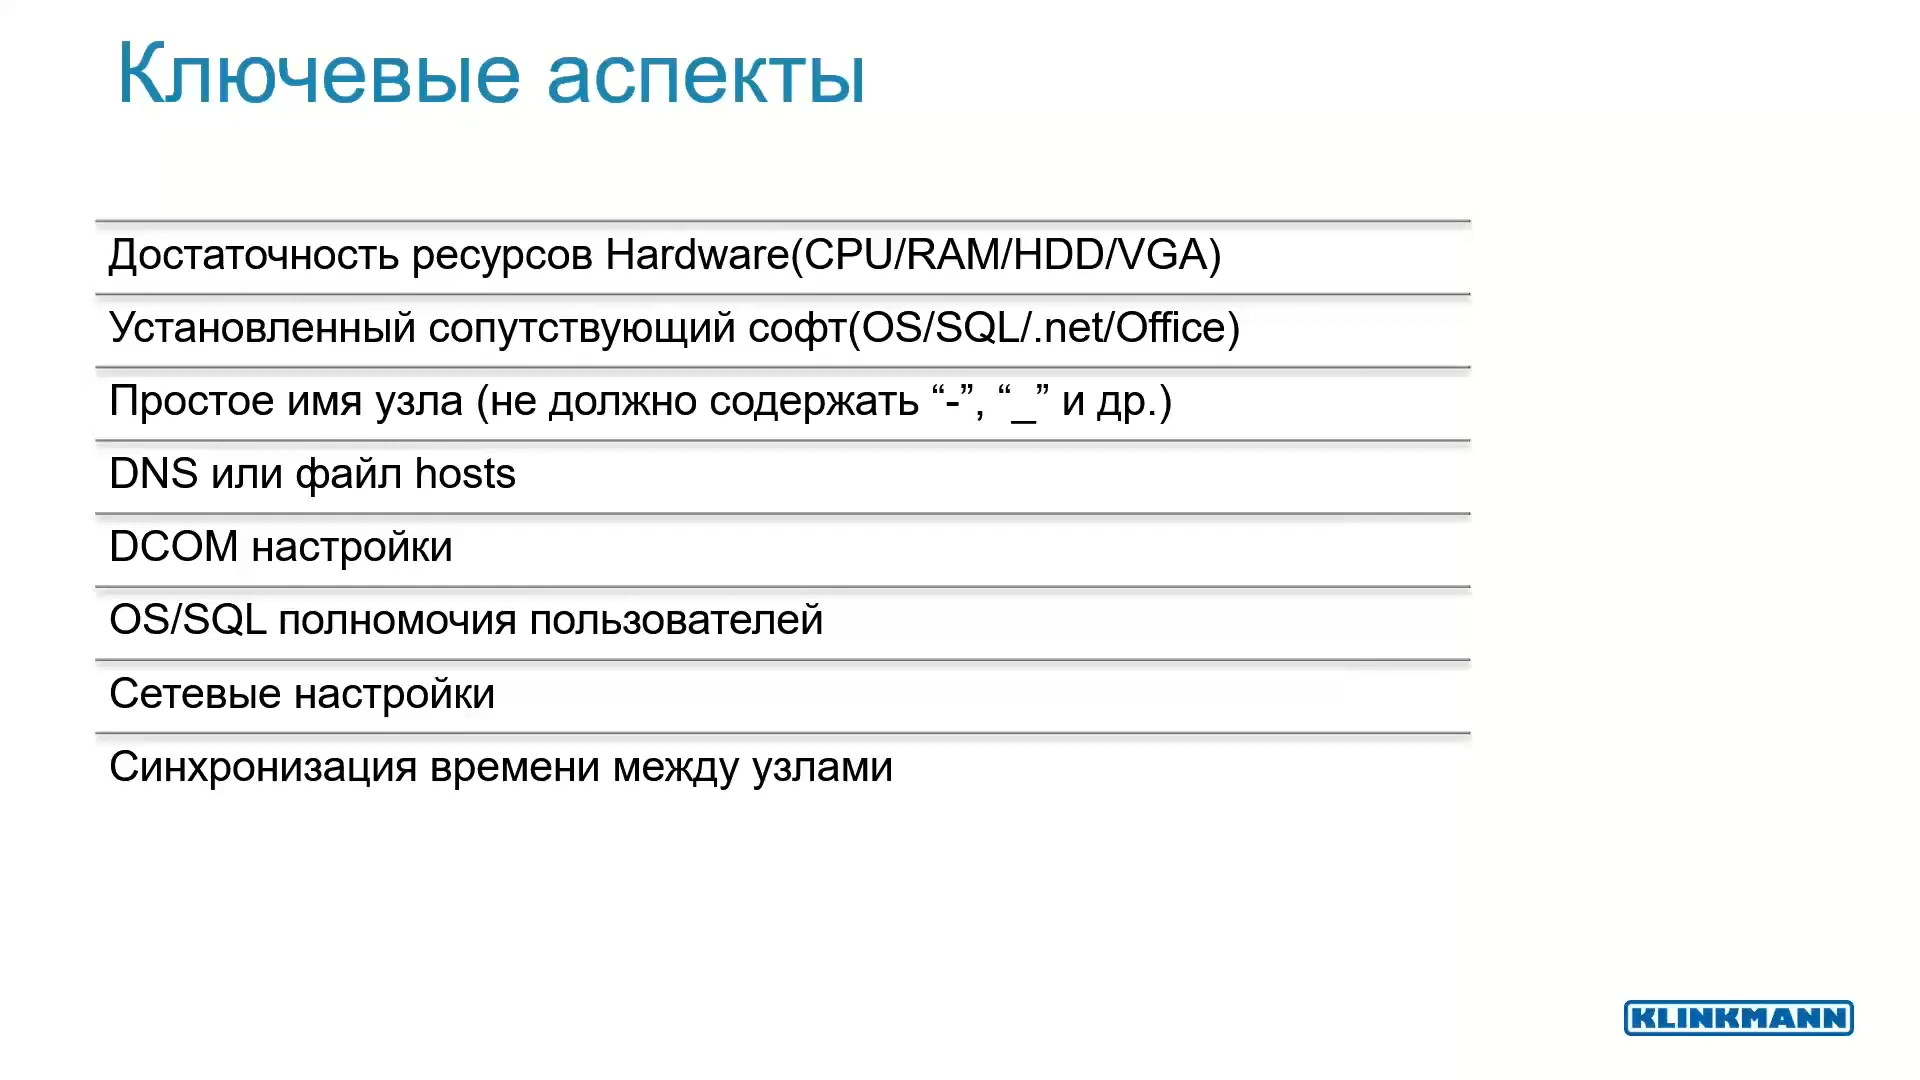 Ключевые аспекты
Достаточность ресурсов Hardware(CPU/RAM/HDD/VGA)
Установленный сопутствующий софт(OS/SQL/.net/Office)
Простое имя узла (не должно содержать “-”, “_” и др.)
DNS или файл hosts
DCOM настройки
OS/SQL полномочия пользователей
Сетевые настройки
Синхронизация времени между узлами
KLINKMANN